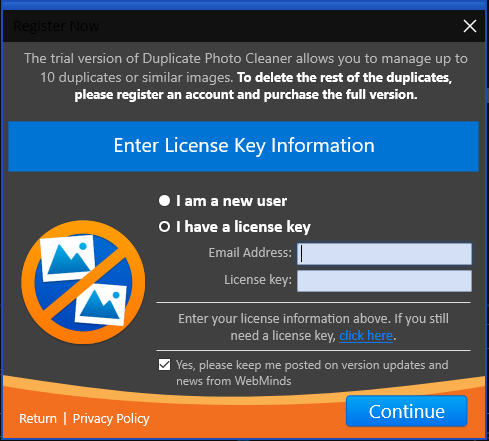 Register Now
The trial version of Duplicate Photo Cleaner allows you to manage up to
10 duplicates or similar images. To delete the rest of the duplicates,
please register an account and purchase the full version.
Enter License Key Information
I am a new user
I have a license key
Email Address:
License key:
Enter your license information above. If you still
need a license key, click here.
Yes, please keep me posted on version updates and
news from WebMinds
Return | Privacy Policy
Continue